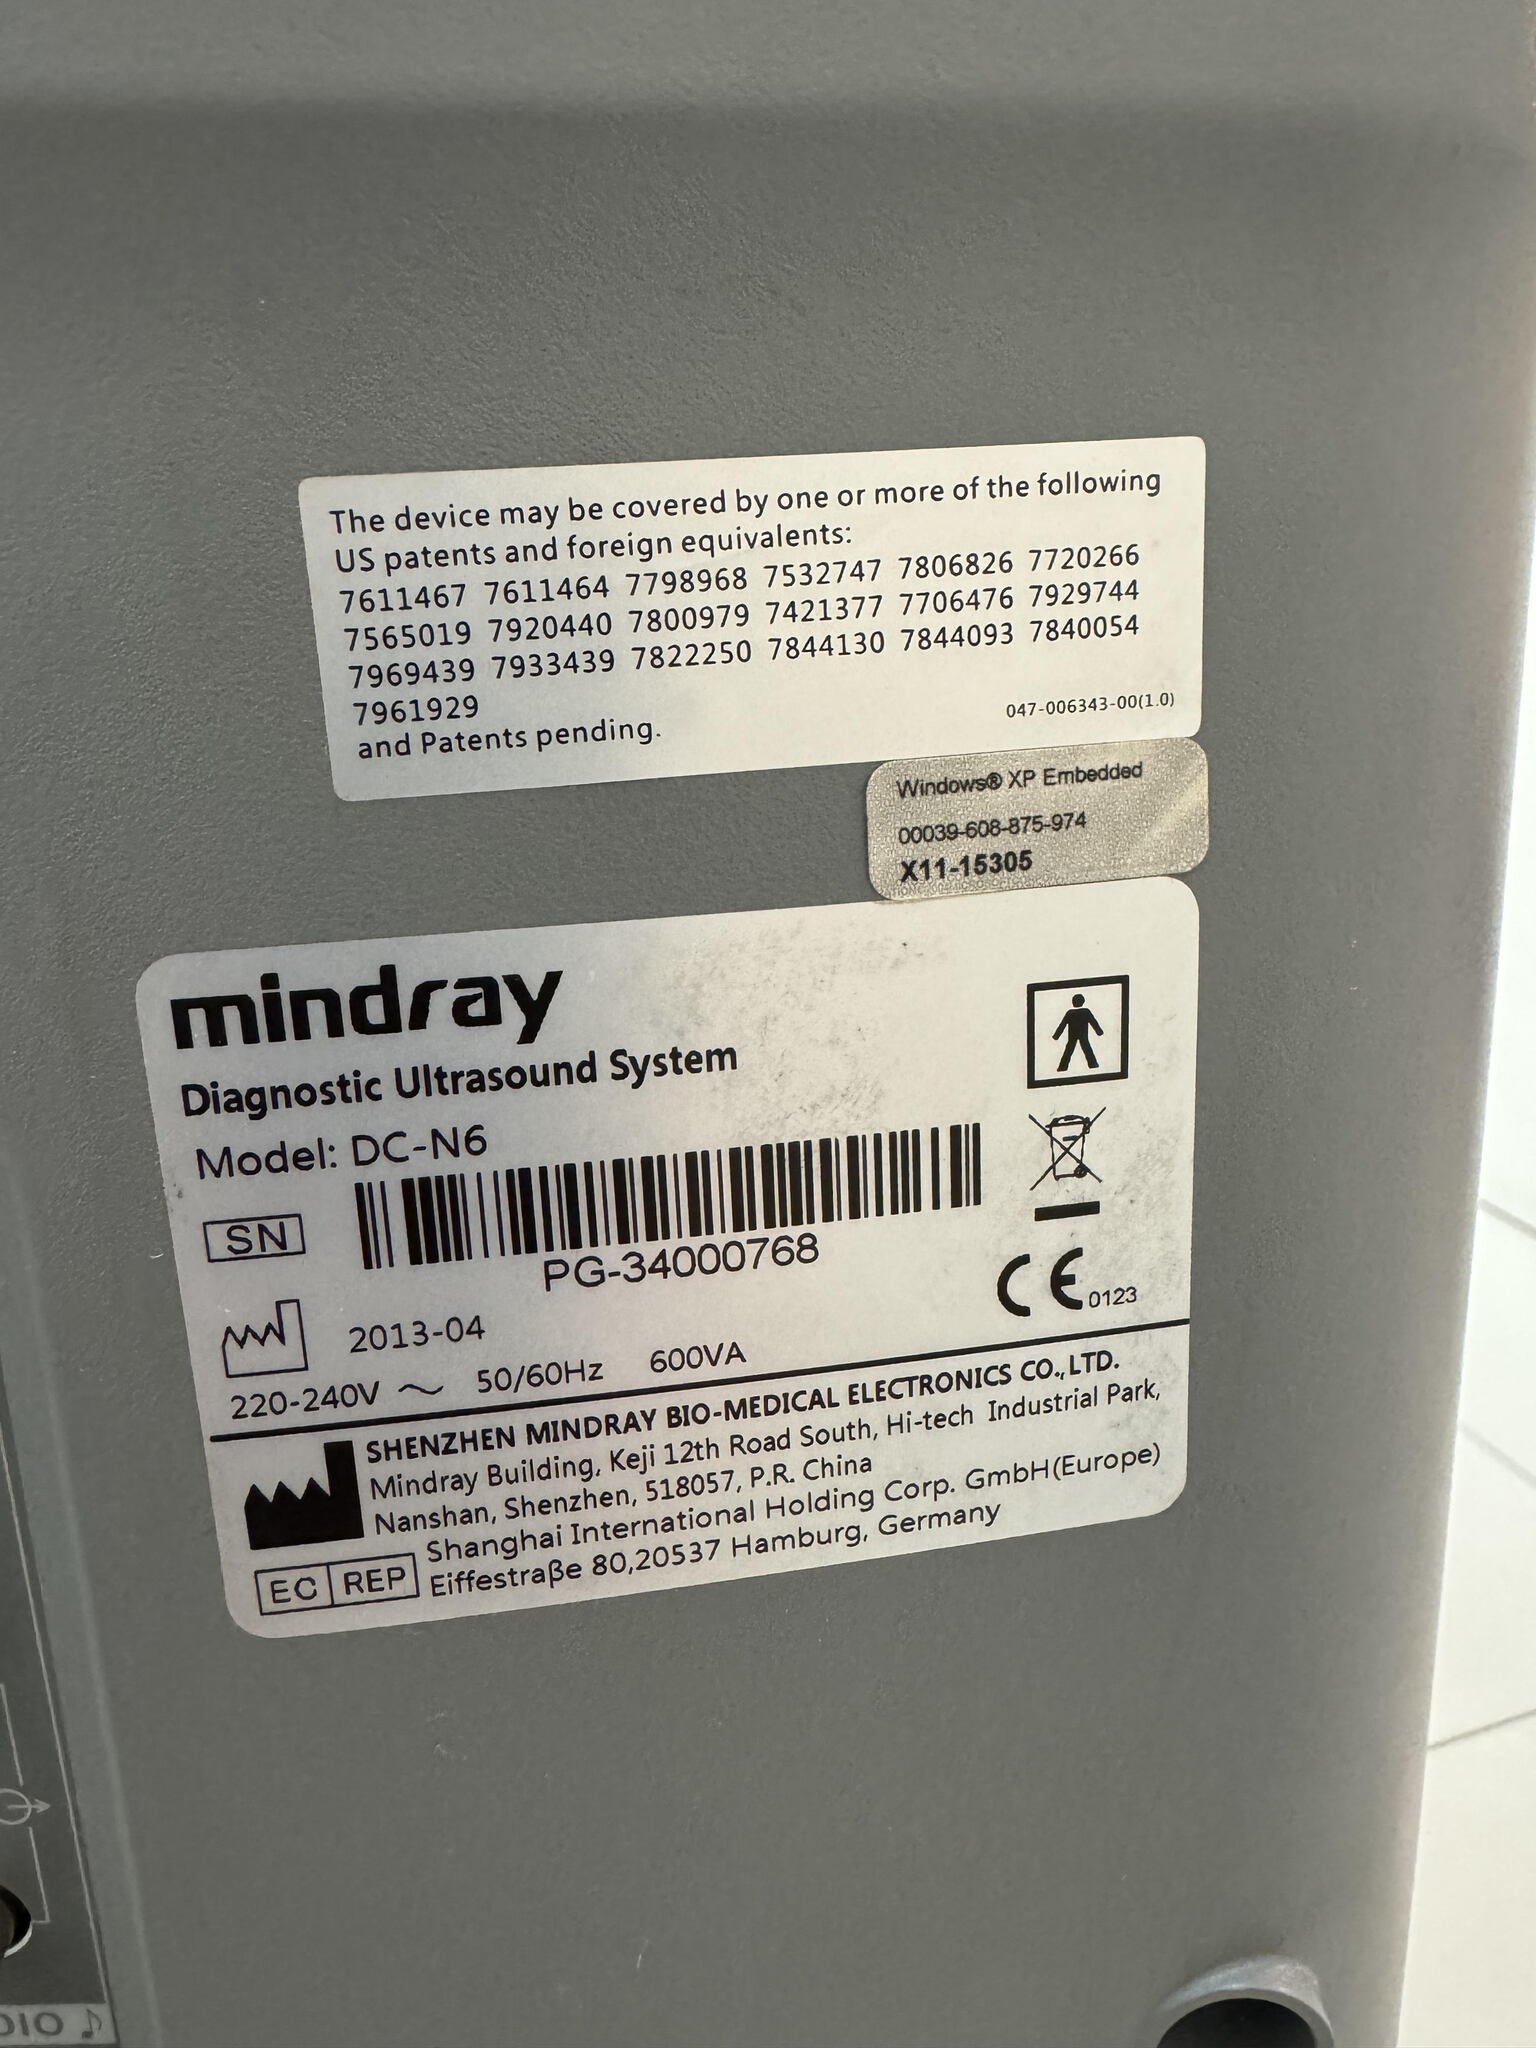 The device may be covered by one or more of the following
US patents and foreign equivalents:
7611467 7611464 7798968 7532747 7806826 7720266
7565019 7920440 7800979 7421377 7706476 7929744
7969439 7933439 7822250 7844130 7844093 7840054
7961929
and Patents pending.
047-006343-00(1.0)
Windows® XP Embedded
00039-608-875-974
X11-15305
mindray
Diagnostic Ultrasound System
Model: DC-N6
SN
PG-34000768
2013-04
CE 0123
220-240V ~ 50/60Hz 600VA
SHENZHEN MINDRAY BIO-MEDICAL ELECTRONICS CO.,LTD.
Mindray Building, Keji 12th Road South, Hi-tech Industrial Park,
Nanshan, Shenzhen, 518057, P.R. China
EC REP
Shanghai International Holding Corp. GmbH(Europe)
Eiffestraβe 80,20537 Hamburg, Germany